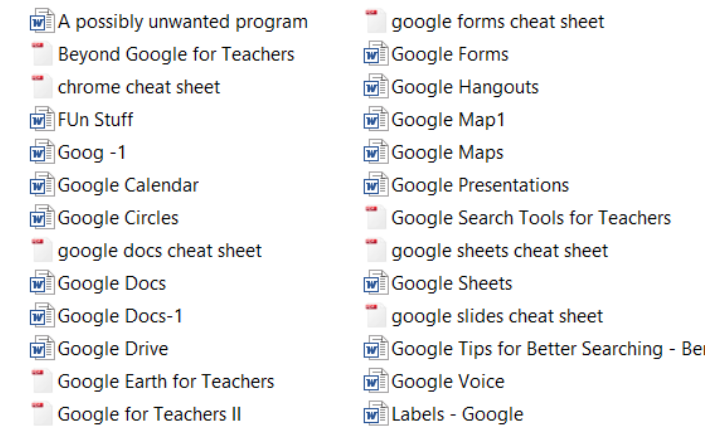 A possibly unwanted program
Beyond Google for Teachers
chrome cheat sheet
FUn Stuff
Goog -1
Google Calendar
Google Circles
google docs cheat sheet
Google Docs
Google Docs-1
Google Drive
Google Earth for Teachers
Google for Teachers II
google forms cheat sheet
Google Forms
Google Hangouts
Google Map1
Google Maps
Google Presentations
Google Search Tools for Teachers
google sheets cheat sheet
Google Sheets
google slides cheat sheet
Google Tips for Better Searching - Ber
Google Voice
Labels - Google